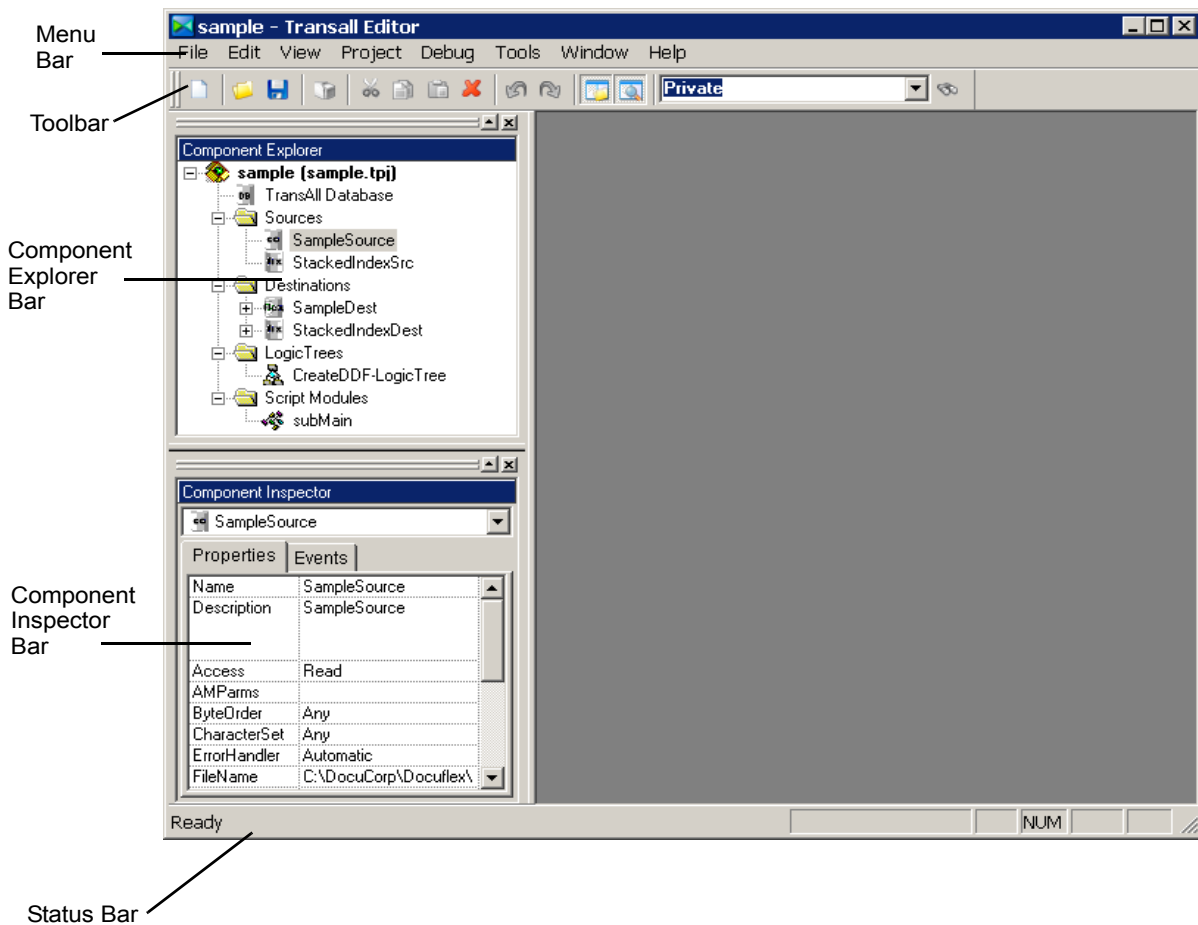 sample - Transall Editor
Menu
Bar
File Edit View Project Debug Tools Window Help
Private
Toolbar
Component Explorer
sample (sample.tpj)
TransAll Database
Sources
SampleSource
StackedIndexSrc
Destinations
SampleDest
StackedIndexDest
LogicTrees
CreateDDF-LogicTree
Script Modules
subMain
Component
Explorer
Bar
Component Inspector
SampleSource
Properties Events
Name SampleSource
Description SampleSource
Access Read
AMParms
ByteOrder Any
CharacterSet Any
ErrorHandler Automatic
FileName C:\DocuCorp\Docuflex\
Component
Inspector
Bar
Ready NUM
Status Bar